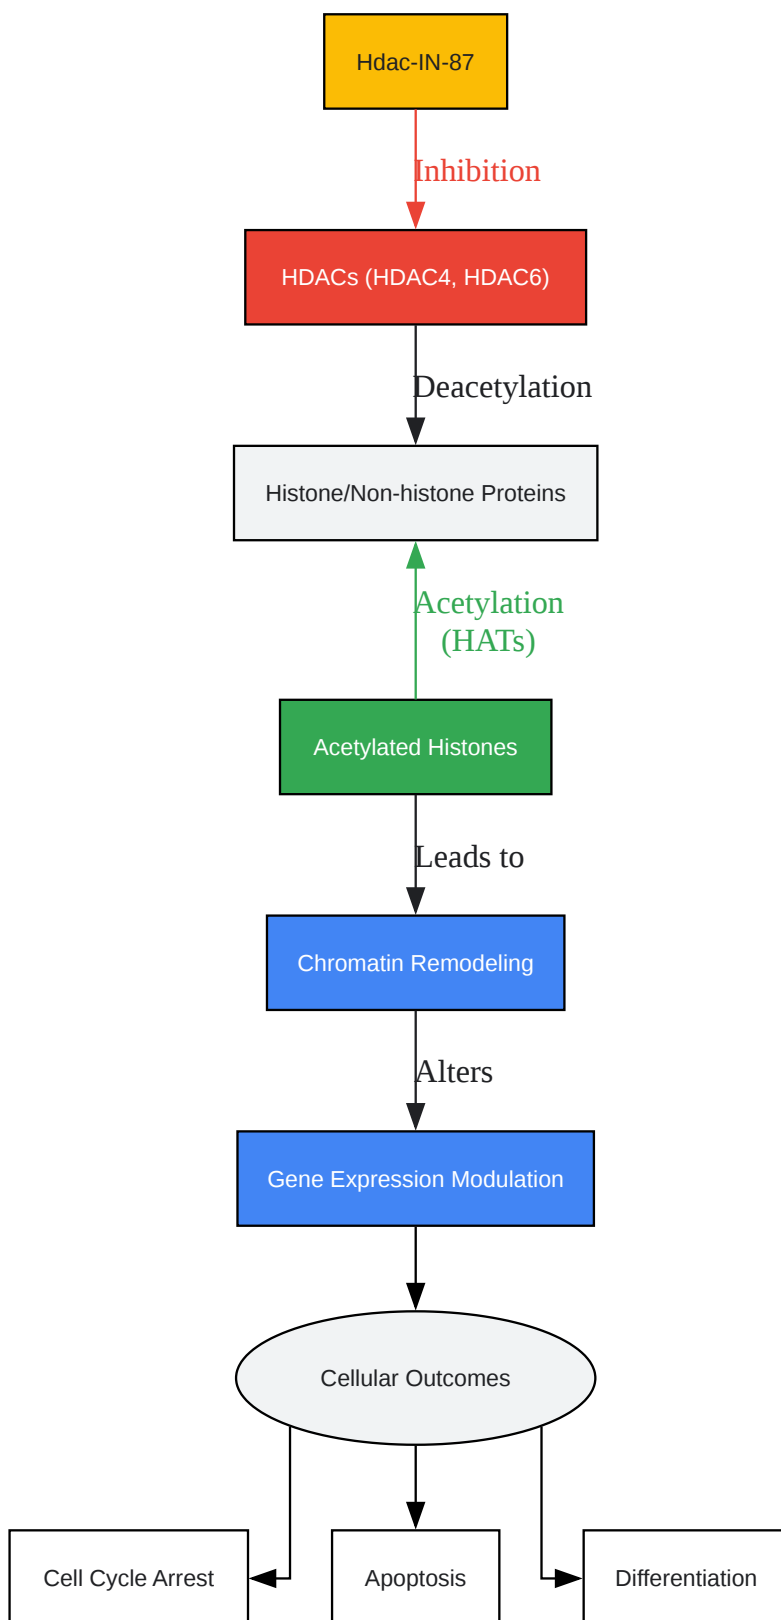 Hdac-IN-87
Inhibition
HDACs (HDAC4, HDAC6)
Deacetylation
Histone/Non-histone Proteins
Acetylation
(HATs)
Acetylated Histones
Leads to
Chromatin Remodeling
Alters
Gene Expression Modulation
Cellular Outcomes
Cell Cycle Arrest
Apoptosis
Differentiation